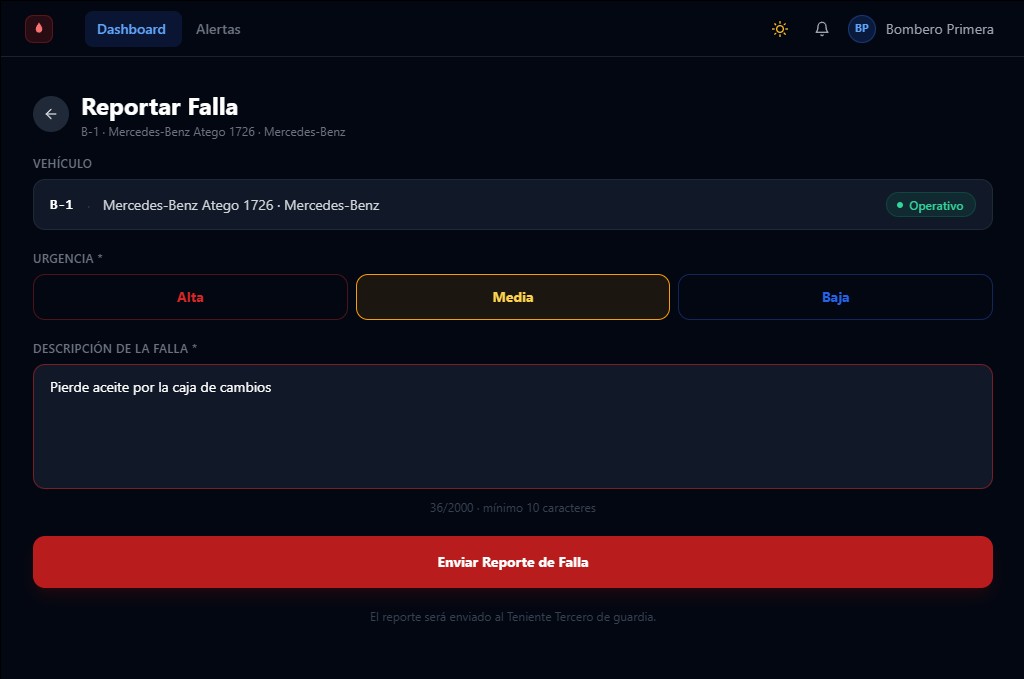 Dashboard Alertas BP Bombero Primera
Reportar Falla
B-1 · Mercedes-Benz Atego 1726 · Mercedes-Benz
VEHÍCULO
B-1 · Mercedes-Benz Atego 1726 · Mercedes-Benz Operativo
URGENCIA *
Alta Media Baja
DESCRIPCIÓN DE LA FALLA *
Pierde aceite por la caja de cambios
36/2000 · mínimo 10 caracteres
Enviar Reporte de Falla
El reporte será enviado al Teniente Tercero de guardia.